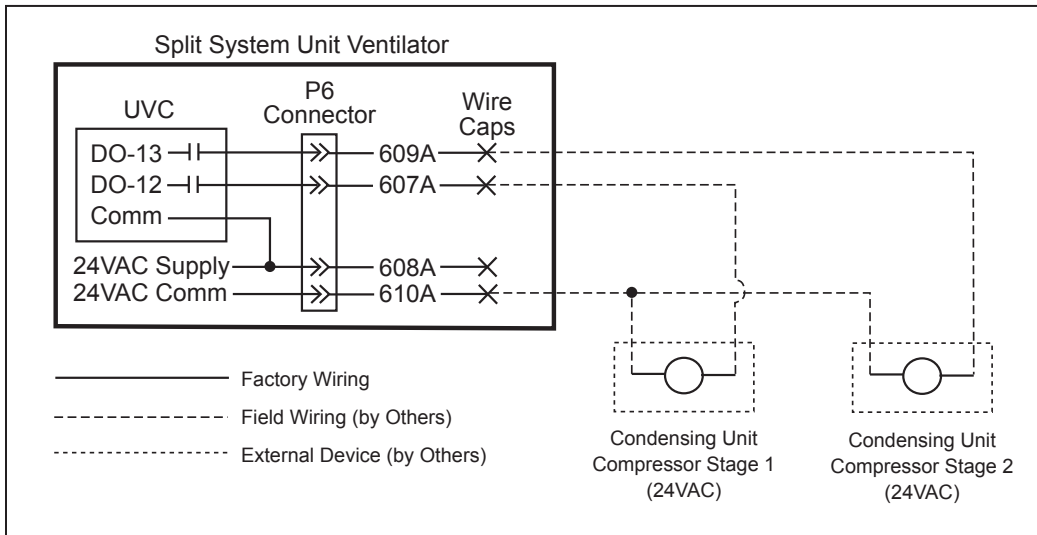 Split System Unit Ventilator
UVC
P6
Connector
Wire
Caps
DO-13
609A
DO-12
607A
Comm
24VAC Supply
608A
24VAC Comm
610A
Factory Wiring
Field Wiring (by Others)
External Device (by Others)
Condensing Unit
Compressor Stage 1
(24VAC)
Condensing Unit
Compressor Stage 2
(24VAC)